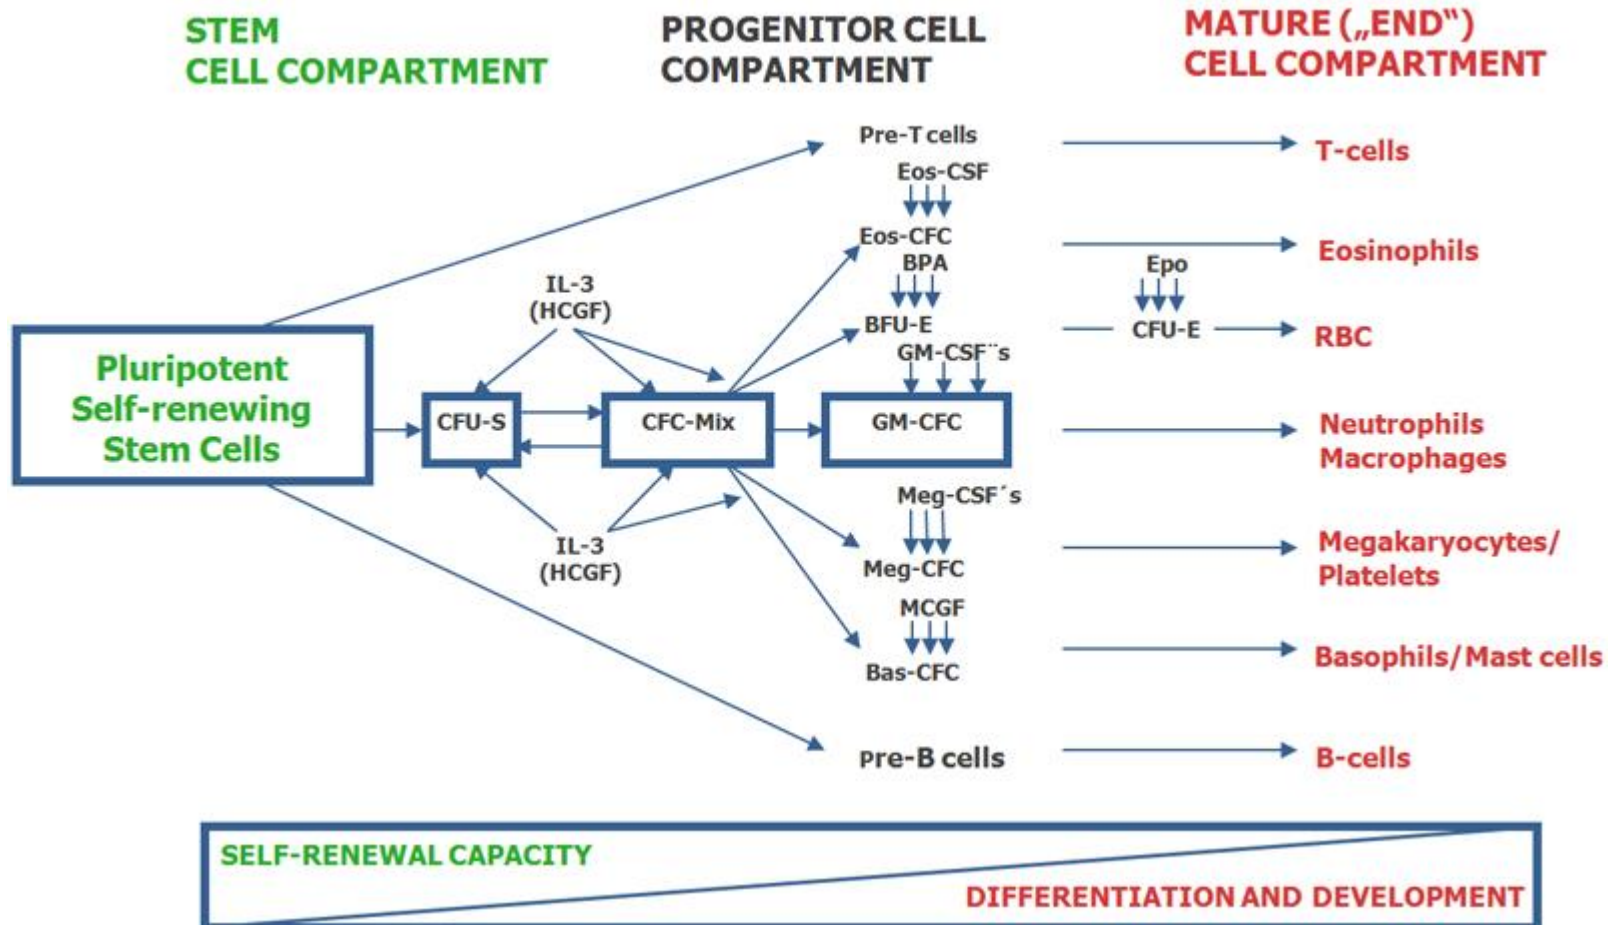 STEM
CELL COMPARTMENT
PROGENITOR CELL
COMPARTMENT
MATURE („END“)
CELL COMPARTMENT
Pre-T cells
T-cells
Eos-CSF
Eos-CFC
Eosinophils
BPA
Epo
IL-3
(HCGF)
BFU-E
CFU-E
RBC
GM-CSF¨s
Pluripotent
Self-renewing
Stem Cells
CFU-S
CFC-Mix
GM-CFC
Neutrophils
Macrophages
Meg-CSF´s
IL-3
(HCGF)
Meg-CFC
Megakaryocytes/
Platelets
MCGF
Bas-CFC
Basophils/Mast cells
Pre-B cells
B-cells
SELF-RENEWAL CAPACITY
DIFFERENTIATION AND DEVELOPMENT